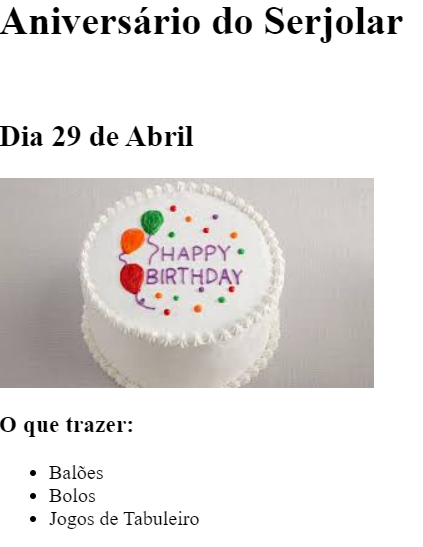 Aniversário do Serjolar
Dia 29 de Abril
HAPPY
BIRTHDAY
O que trazer:
Balões
Bolos
Jogos de Tabuleiro